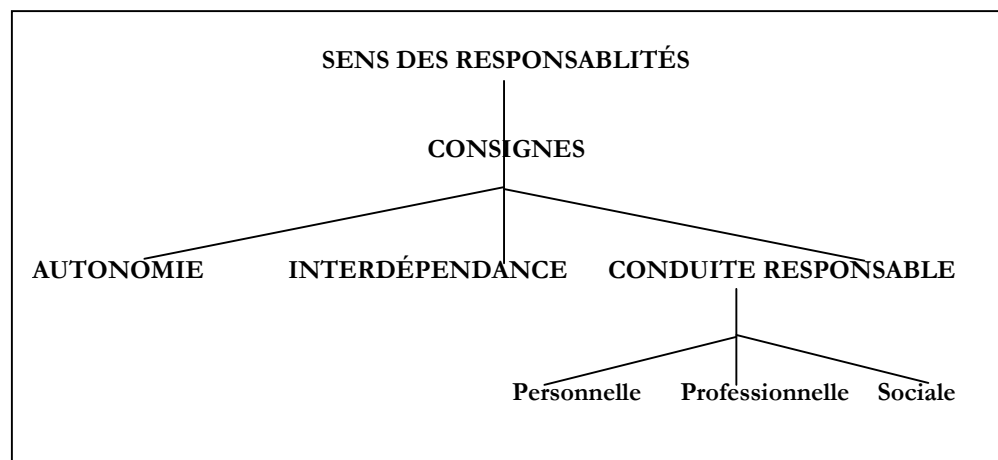 SENS DES RESPONSABLITÉS
CONSIGNES
AUTONOMIE INTERDÉPENDANCE CONDUITE RESPONSABLE
Personnelle Professionnelle Sociale